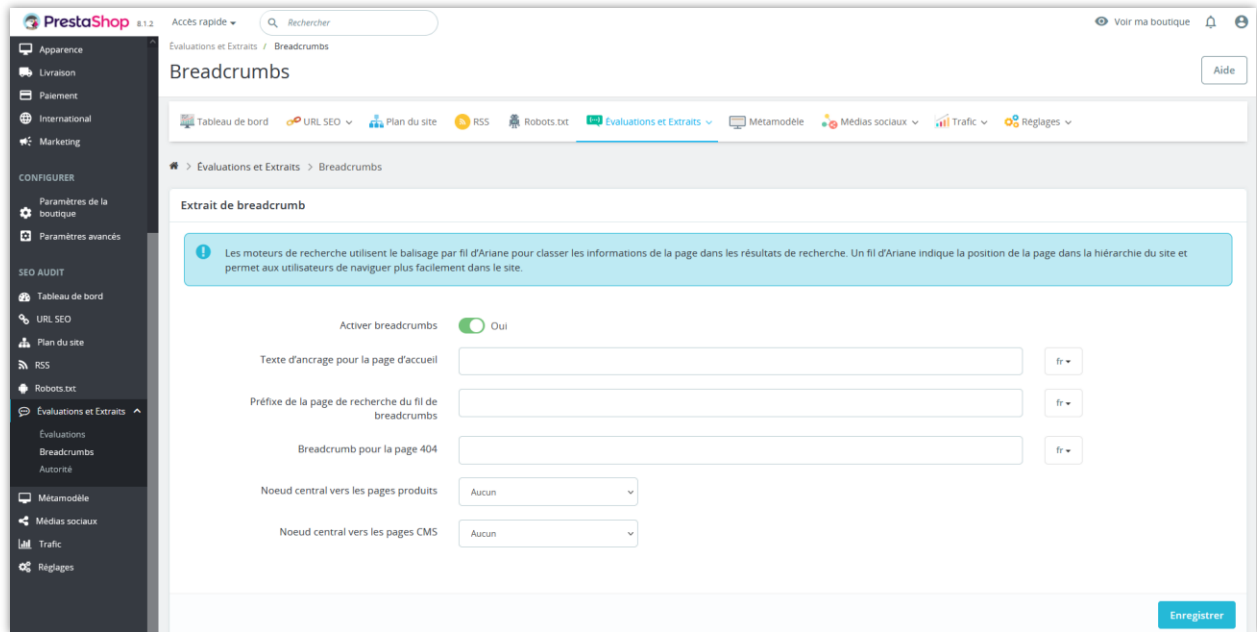 PrestaShop 8.1.2 Accès rapide Rechercher Voir ma boutique
Évaluations et Extraits / Breadcrumbs
Breadcrumbs
Aide
Apparence
Livraison
Paiement
International
Marketing
CONFIGURER
Paramètres de la
boutique
Paramètres avancés
SEO AUDIT
Tableau de bord
URL SEO
Plan du site
RSS
Robots.txt
Évaluations et Extraits
Évaluations
Breadcrumbs
Autorité
Métamodèle
Médias sociaux
Trafic
Réglages
Tableau de bord URL SEO Plan du site RSS Robots.txt Évaluations et Extraits Métamodèle Médias sociaux Trafic Réglages
> Évaluations et Extraits > Breadcrumbs
Extrait de breadcrumb
Les moteurs de recherche utilisent le balisage par fil d'Ariane pour classer les informations de la page dans les résultats de recherche. Un fil d'Ariane indique la position de la page dans la hiérarchie du site et
permet aux utilisateurs de naviguer plus facilement dans le site.
Activer breadcrumbs Oui
Texte d'ancrage pour la page d'accueil fr
Préfixe de la page de recherche du fil de fr
breadcrumbs
Breadcrumb pour la page 404 fr
Noeud central vers les pages produits Aucun
Noeud central vers les pages CMS Aucun
Enregistrer